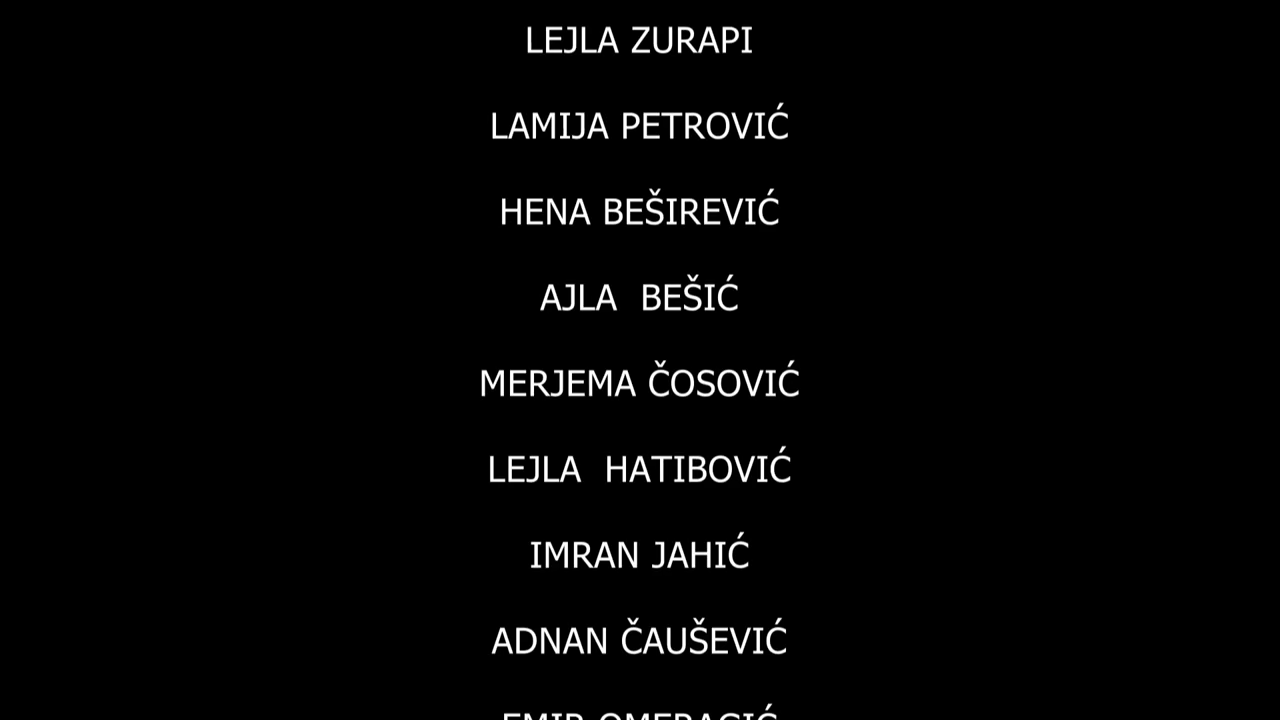 LEJLA ZURAPI
LAMIJA PETROVIĆ
HENA BEŠIREVIĆ
AJLA  BEŠIĆ
MERJEMA ČOSOVIĆ
LEJLA  HATIBOVIĆ
IMRAN JAHIĆ
ADNAN ČAUŠEVIĆ